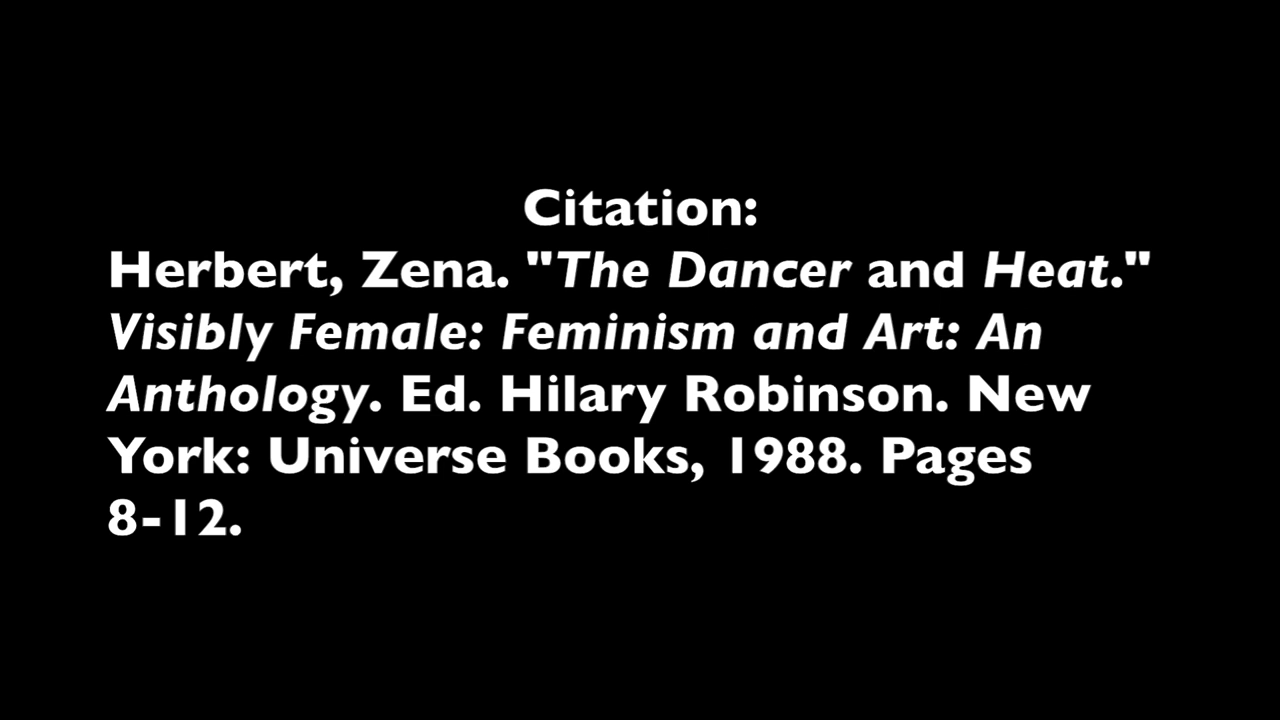 Citation:
Herbert, Zena. "The Dancer and Heat."
Visibly Female: Feminism and Art: An
Anthology. Ed. Hilary Robinson. New
York: Universe Books, 1988. Pages
8-12.